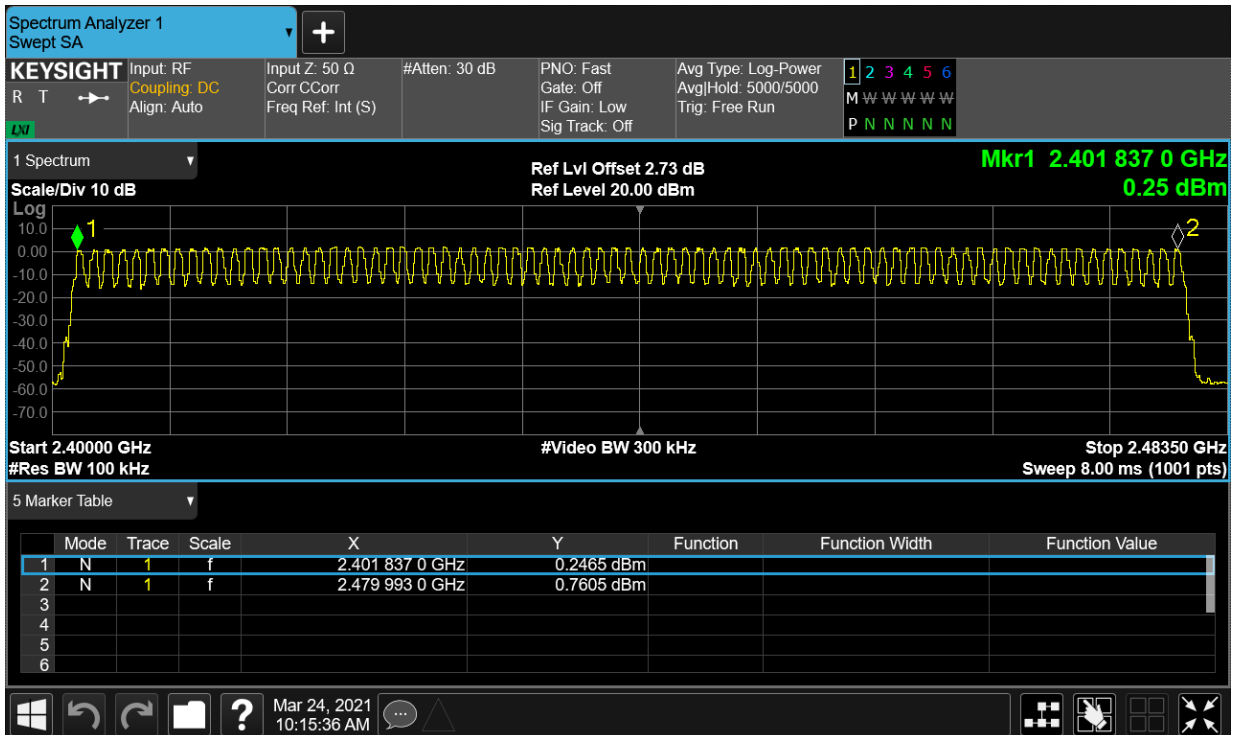 Spectrum Analyzer 1
Swept SA
+
KEYSIGHT
R T
LXI
Input: RF
Coupling: DC
Align: Auto
Input Z: 50 Ω
Corr CCorr
Freq Ref: Int (S)
#Atten: 30 dB
PNO: Fast
Gate: Off
IF Gain: Low
Sig Track: Off
Avg Type: Log-Power
Avg|Hold: 5000/5000
Trig: Free Run
1 2 3 4 5 6
M W W W W W
P N N N N N
1 Spectrum
Scale/Div 10 dB
Ref Lvl Offset 2.73 dB
Ref Level 20.00 dBm
Mkr1 2.401 837 0 GHz
0.25 dBm
Log
10.0
0.00
-10.0
-20.0
-30.0
-40.0
-50.0
-60.0
-70.0
1
2
Start 2.40000 GHz
#Res BW 100 kHz
#Video BW 300 kHz
Stop 2.48350 GHz
Sweep 8.00 ms (1001 pts)
5 Marker Table
Mode Trace Scale X Y Function Function Width Function Value
1 N 1 f 2.401 837 0 GHz 0.2465 dBm
2 N 1 f 2.479 993 0 GHz 0.7605 dBm
3
4
5
6
?
Mar 24, 2021
10:15:36 AM